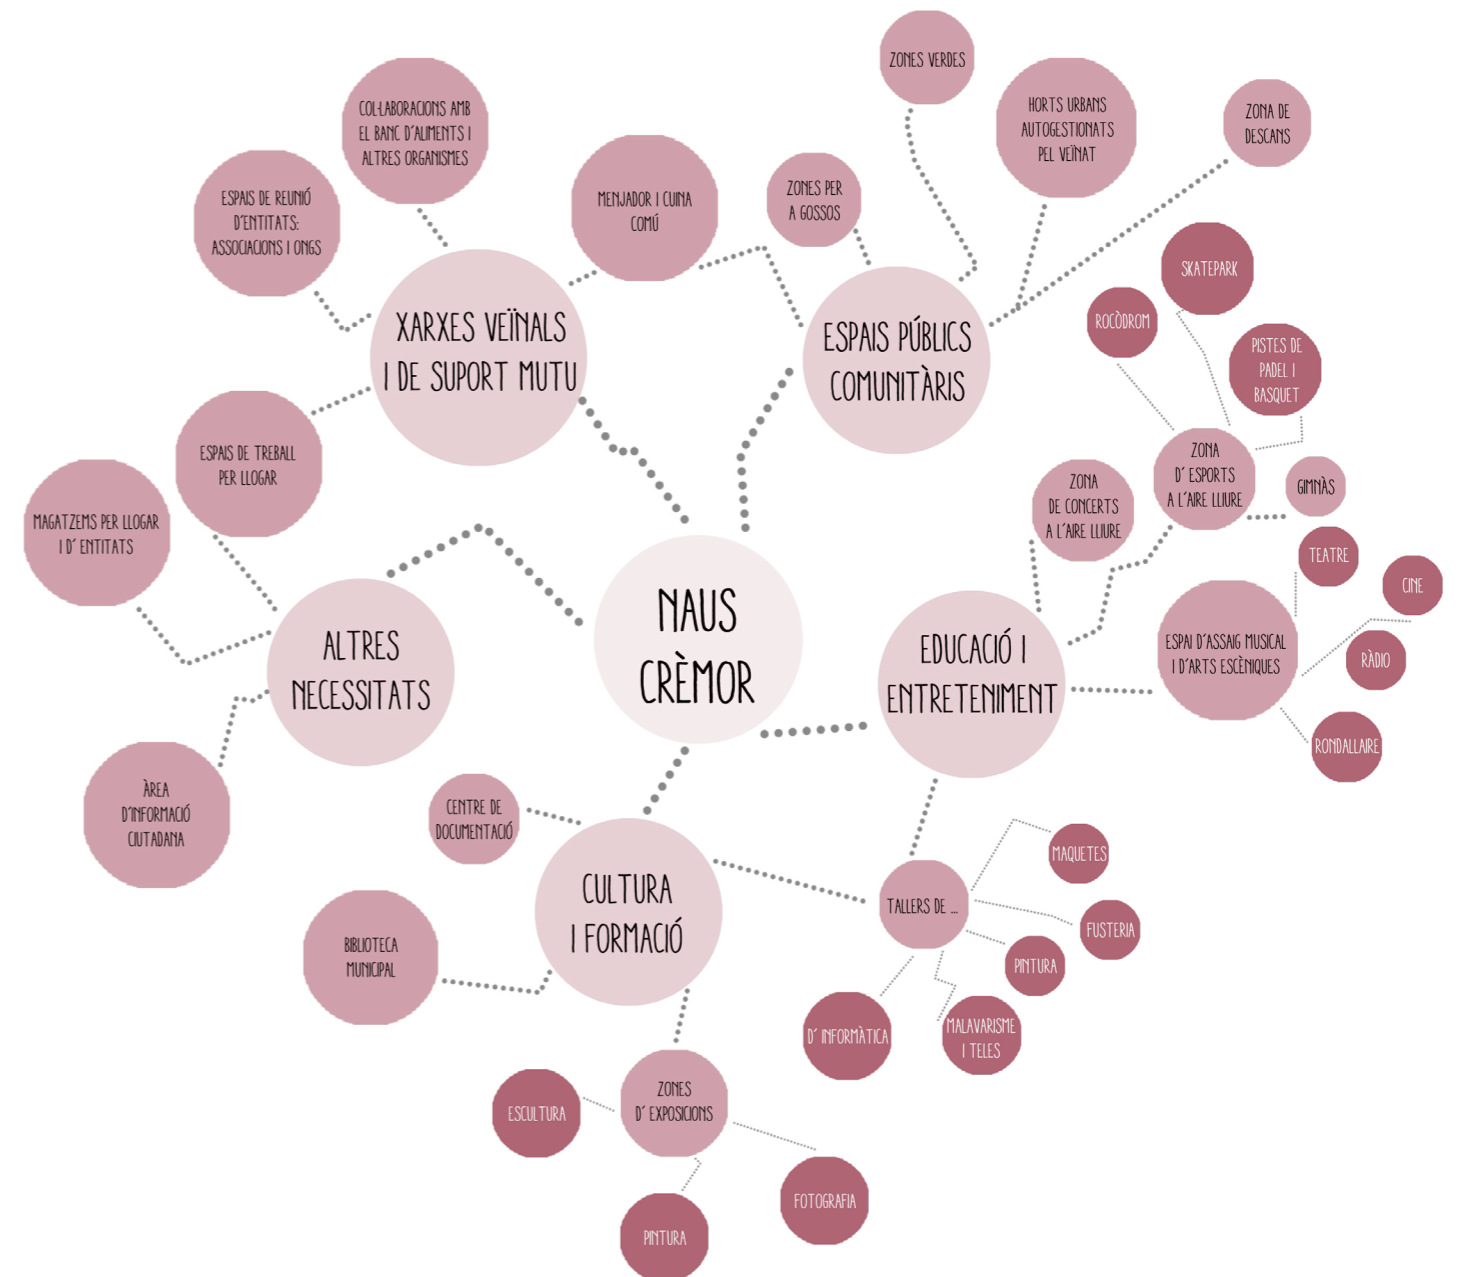 ZONES VERDES
HORTS URBANS
AUTOGESTIONATS
PEL VEÏNAT
ZONA DE
DESCANS
COL·LABORACIONS AMB
EL BANC D'ALIMENTS I
ALTRES ORGANISMES
ESPAIS DE REUNIÓ
D'ENTITATS:
ASSOCIACIONS I ONGS
MENJADOR I CUINA
COMÚ
ZONES PER
A GOSSOS
XARXES VEÏNALS
I DE SUPORT MUTU
ESPAIS PÚBLICS
COMUNITÀRIS
SKATEPARK
ROCÒDROM
PISTES DE
PADEL I
BASQUET
ZONA
D' ESPORTS
A L'AIRE LLIURE
GIMNÀS
ZONA
DE CONCERTS
A L'AIRE LLIURE
ESPAIS DE TREBALL
PER LLOGAR
MAGATZEMS PER LLOGAR
I D' ENTITATS
NAUS
CRÈMOR
ALTRES
NECESSITATS
EDUCACIÓ I
ENTRETENIMENT
ESPAI D'ASSAIG MUSICAL
I D'ARTS ESCÈNIQUES
TEATRE
CINE
RÀDIO
RONDALLAIRE
ÀREA
D'INFORMACIÓ
CIUTADANA
CENTRE DE
DOCUMENTACIÓ
CULTURA
I FORMACIÓ
BIBLIOTECA
MUNICIPAL
TALLERS DE ...
MAQUETES
FUSTERIA
PINTURA
MALAVARISME
I TELES
D' INFORMÀTICA
ZONES
D' EXPOSICIONS
ESCULTURA
PINTURA
FOTOGRAFIA